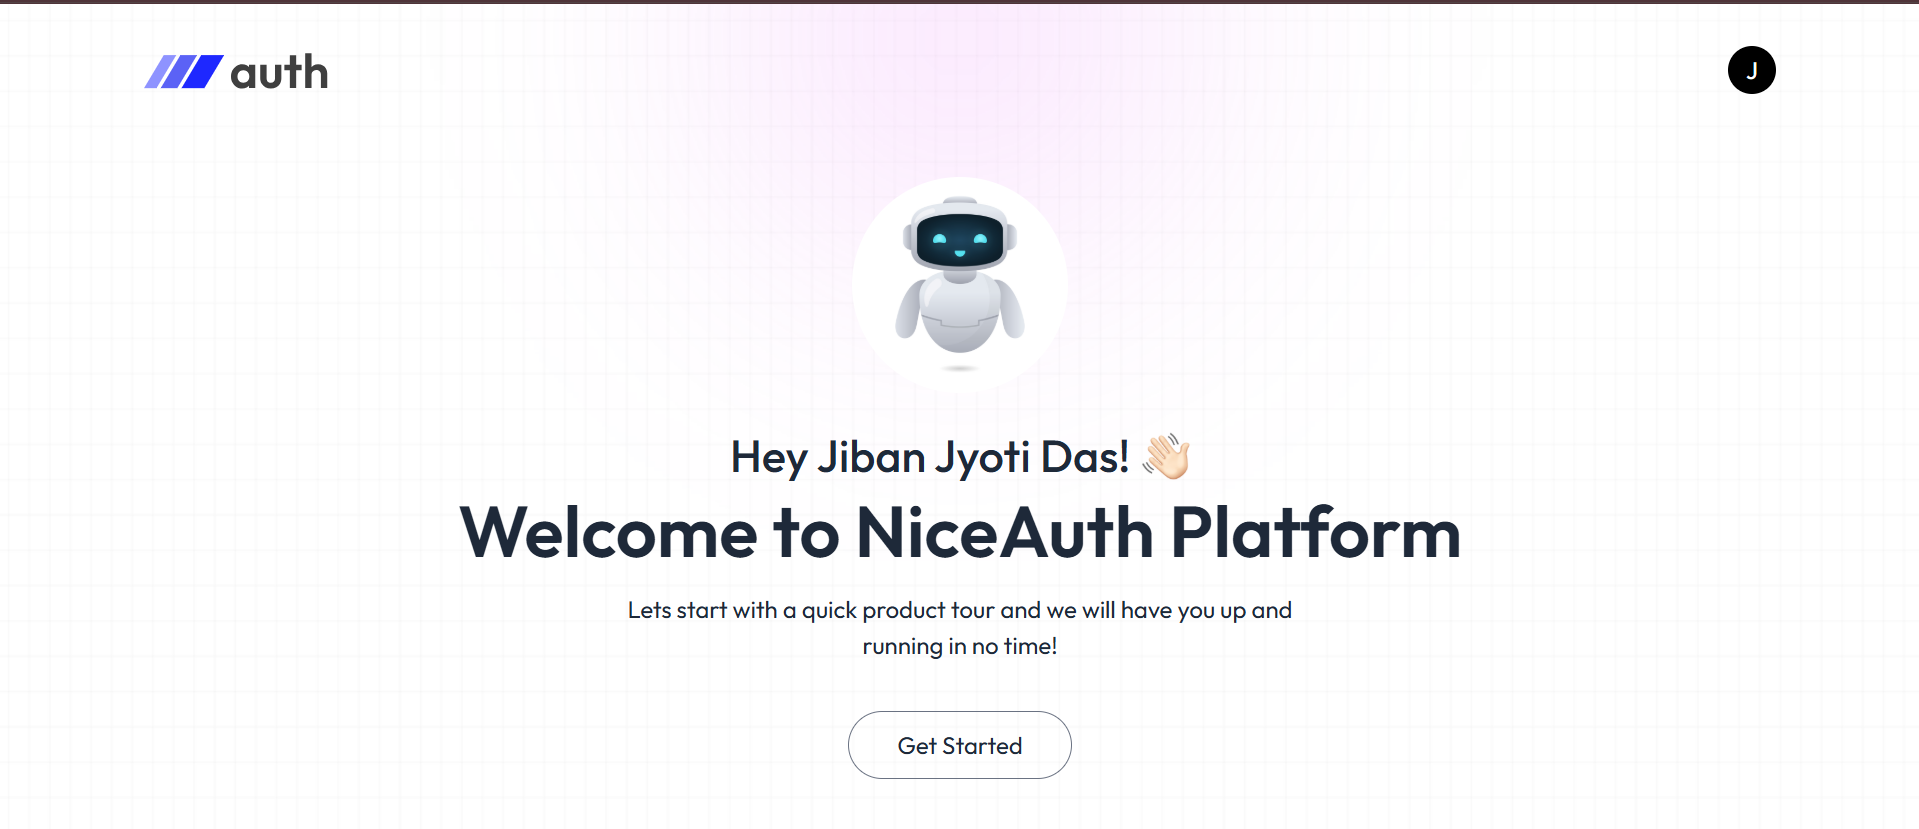 auth
J
Hey Jiban Jyoti Das! 👋🏻
Welcome to NiceAuth Platform
Lets start with a quick product tour and we will have you up and
running in no time!
Get Started